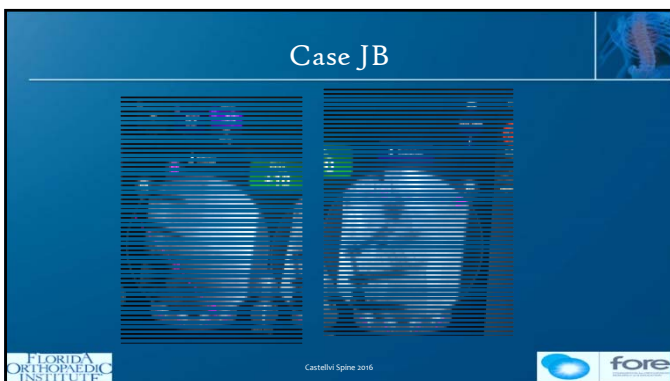 Case JB
FLORIDA
ORTHOPAEDIC
INSTITUTE
Castellvi Spine 2016
fore